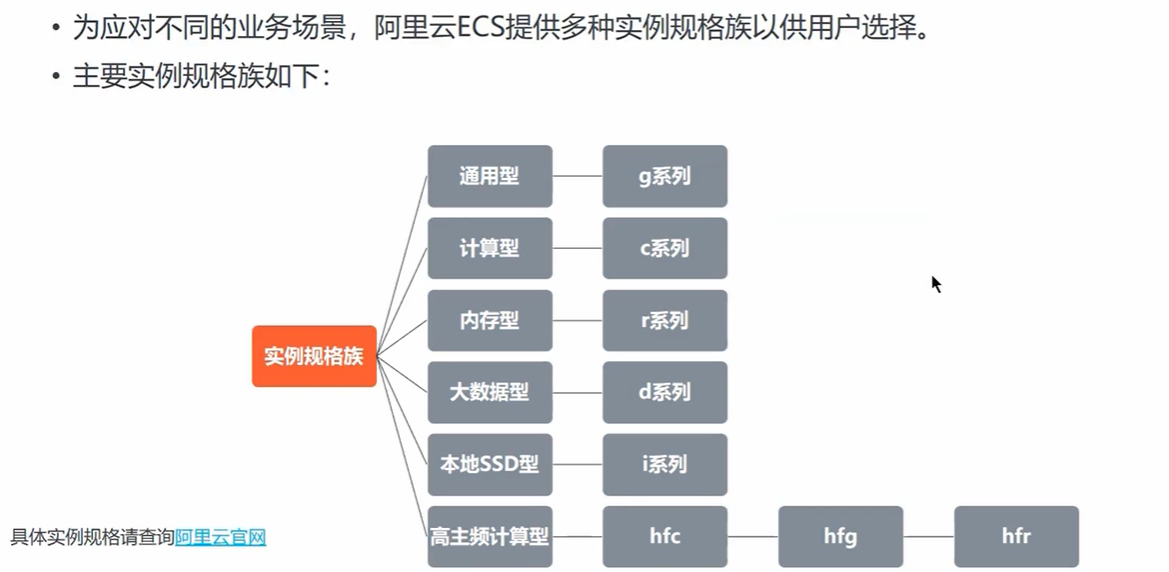 • 为应对不同的业务场景，阿里云ECS提供多种实例规格族以供用户选择。
• 主要实例规格族如下：
通用型 g系列
计算型 c系列
内存型 r系列
实例规格族
大数据型 d系列
本地SSD型 i系列
高主频计算型 hfc hfg hfr
具体实例规格请查询阿里云官网